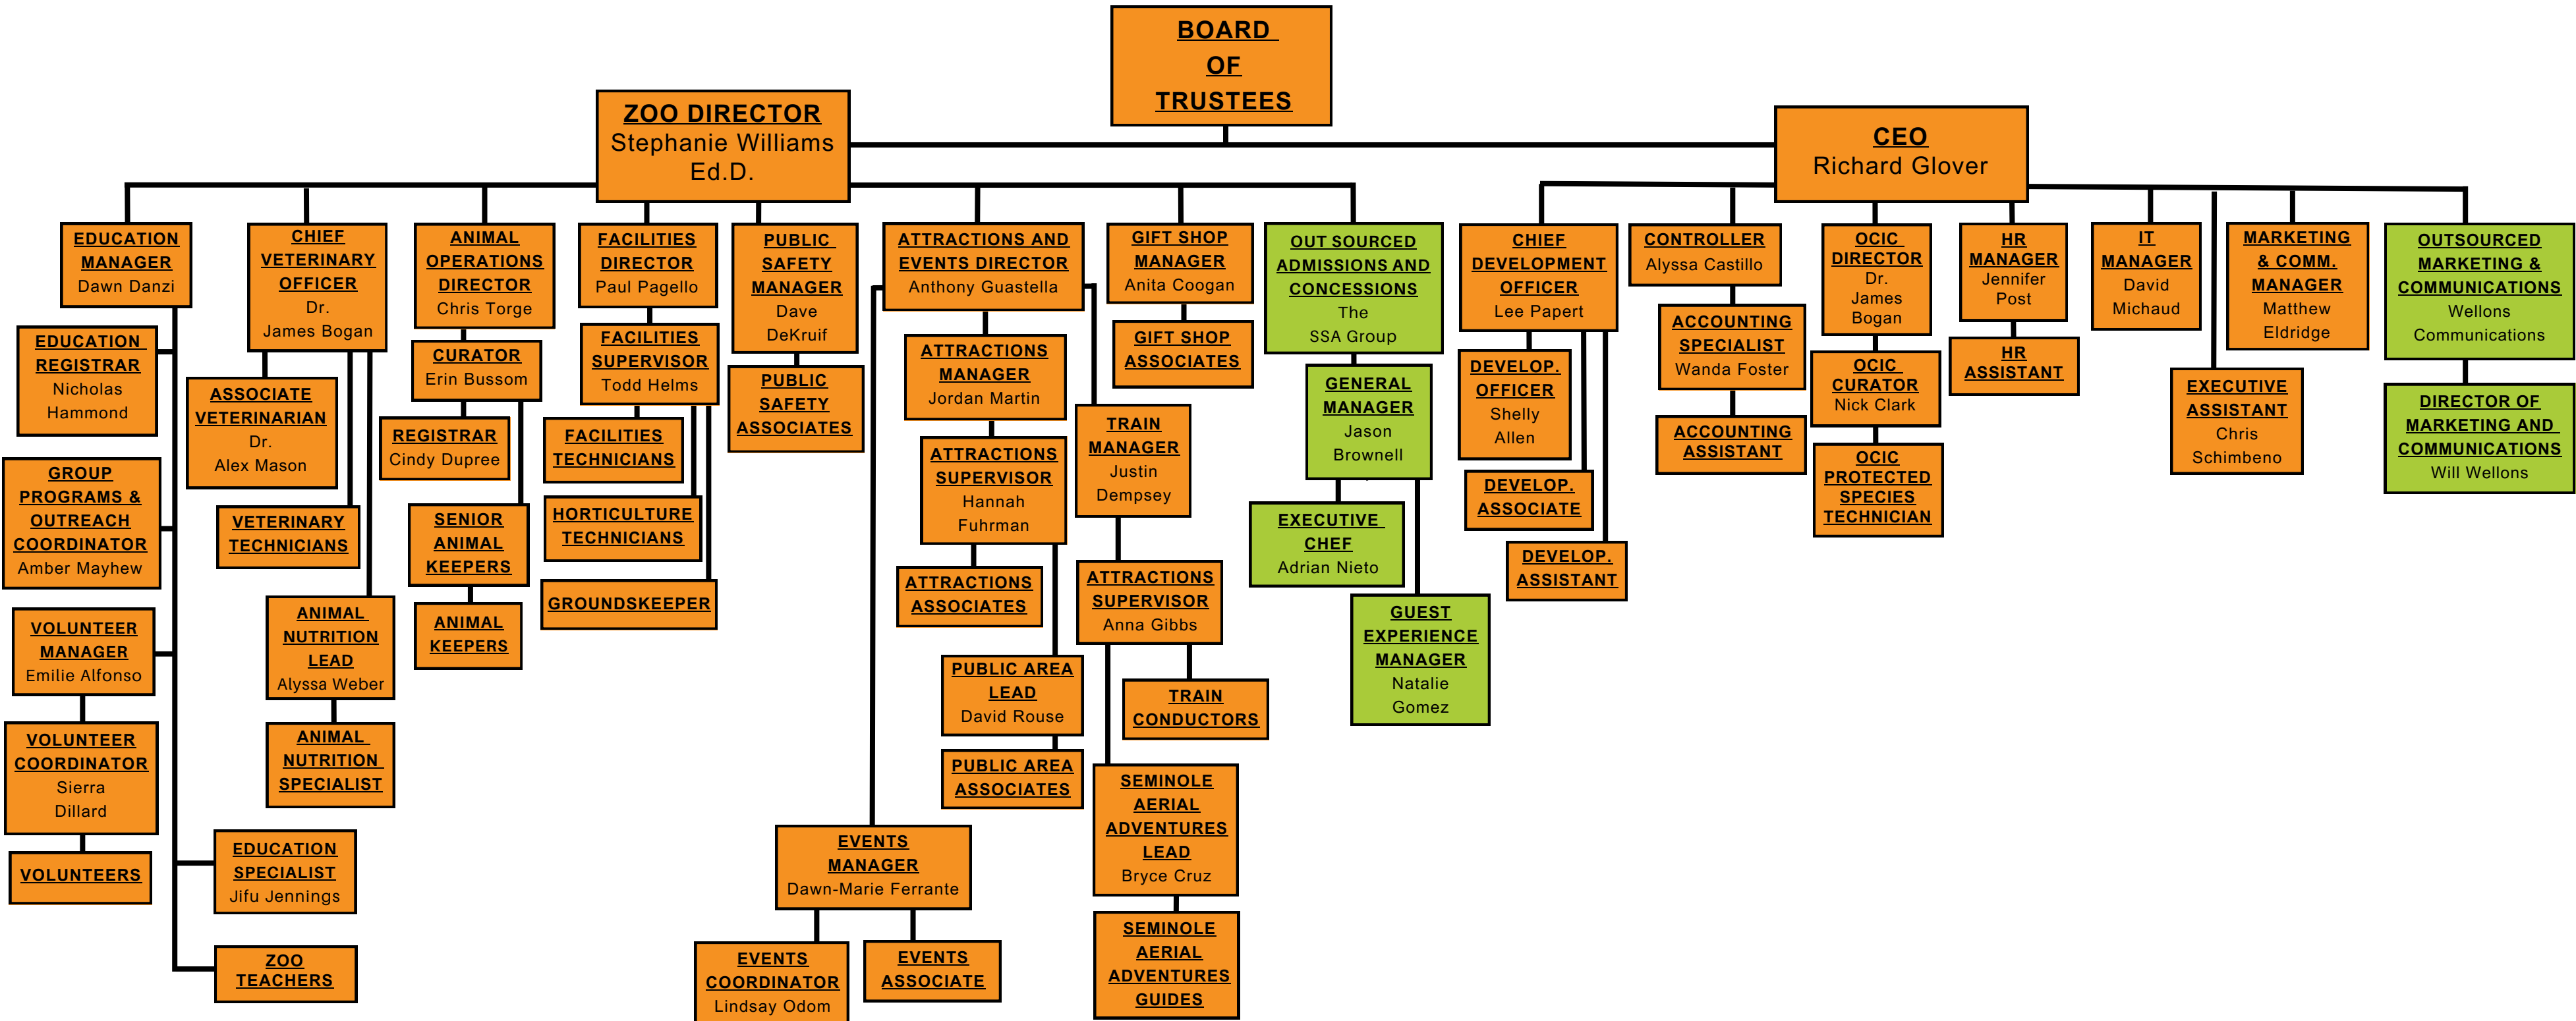 BOARD
OF
TRUSTEES
ZOO DIRECTOR
Stephanie Williams
Ed.D.
CEO
Richard Glover
EDUCATION
MANAGER
Dawn Danzi
EDUCATION
REGISTRAR
Nicholas
Hammond
GROUP
PROGRAMS &
OUTREACH
COORDINATOR
Amber Mayhew
VOLUNTEER
MANAGER
Emilie Alfonso
VOLUNTEER
COORDINATOR
Sierra
Dillard
VOLUNTEERS
EDUCATION
SPECIALIST
Jifu Jennings
ZOO
TEACHERS
CHIEF
VETERINARY
OFFICER
Dr.
James Bogan
ASSOCIATE
VETERINARIAN
Dr.
Alex Mason
VETERINARY
TECHNICIANS
ANIMAL
NUTRITION
LEAD
Alyssa Weber
ANIMAL
NUTRITION
SPECIALIST
ANIMAL
OPERATIONS
DIRECTOR
Chris Torge
CURATOR
Erin Bussom
REGISTRAR
Cindy Dupree
SENIOR
ANIMAL
KEEPERS
ANIMAL
KEEPERS
FACILITIES
DIRECTOR
Paul Pagello
FACILITIES
SUPERVISOR
Todd Helms
FACILITIES
TECHNICIANS
HORTICULTURE
TECHNICIANS
GROUNDSKEEPER
PUBLIC
SAFETY
MANAGER
Dave
DeKruif
PUBLIC
SAFETY
ASSOCIATES
ATTRACTIONS AND
EVENTS DIRECTOR
Anthony Guastella
ATTRACTIONS
MANAGER
Jordan Martin
ATTRACTIONS
SUPERVISOR
Hannah
Fuhrman
ATTRACTIONS
ASSOCIATES
PUBLIC AREA
LEAD
David Rouse
PUBLIC AREA
ASSOCIATES
EVENTS
MANAGER
Dawn-Marie Ferrante
EVENTS
COORDINATOR
Lindsay Odom
EVENTS
ASSOCIATE
TRAIN
MANAGER
Justin
Dempsey
ATTRACTIONS
SUPERVISOR
Anna Gibbs
TRAIN
CONDUCTORS
SEMINOLE
AERIAL
ADVENTURES
LEAD
Bryce Cruz
SEMINOLE
AERIAL
ADVENTURES
GUIDES
GIFT SHOP
MANAGER
Anita Coogan
GIFT SHOP
ASSOCIATES
OUT SOURCED
ADMISSIONS AND
CONCESSIONS
The
SSA Group
GENERAL
MANAGER
Jason
Brownell
EXECUTIVE
CHEF
Adrian Nieto
GUEST
EXPERIENCE
MANAGER
Natalie
Gomez
CHIEF
DEVELOPMENT
OFFICER
Lee Papert
DEVELOP.
OFFICER
Shelly
Allen
DEVELOP.
ASSOCIATE
DEVELOP.
ASSISTANT
CONTROLLER
Alyssa Castillo
ACCOUNTING
SPECIALIST
Wanda Foster
ACCOUNTING
ASSISTANT
OCIC
DIRECTOR
Dr.
James
Bogan
OCIC
CURATOR
Nick Clark
OCIC
PROTECTED
SPECIES
TECHNICIAN
HR
MANAGER
Jennifer
Post
HR
ASSISTANT
IT
MANAGER
David
Michaud
EXECUTIVE
ASSISTANT
Chris
Schimbeno
MARKETING
& COMM.
MANAGER
Matthew
Eldridge
OUTSOURCED
MARKETING &
COMMUNICATIONS
Wellons
Communications
DIRECTOR OF
MARKETING AND
COMMUNICATIONS
Will Wellons